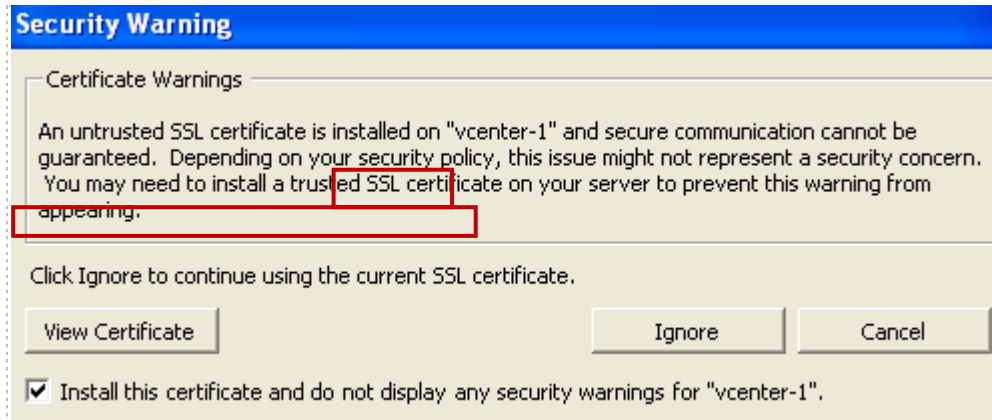 Security Warning
Certificate Warnings
An untrusted SSL certificate is installed on "vcenter-1" and secure communication cannot be
guaranteed.  Depending on your security policy, this issue might not represent a security concern.
You may need to install a trusted SSL certificate on your server to prevent this warning from
appearing.
Click Ignore to continue using the current SSL certificate.
View Certificate
Ignore
Cancel
Install this certificate and do not display any security warnings for "vcenter-1".